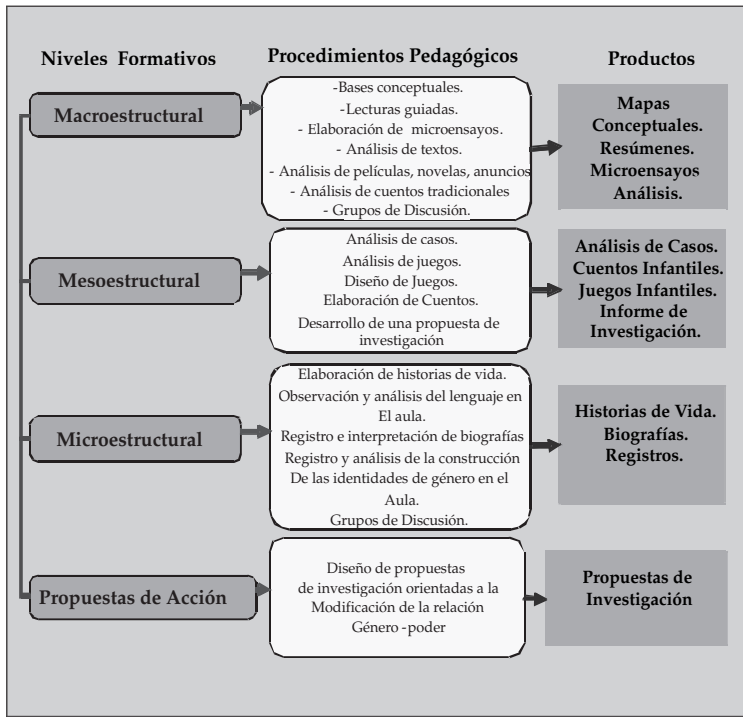 Niveles Formativos
Procedimientos Pedagógicos
Productos
Macroestructural
-Bases conceptuales.
-Lecturas guiadas.
- Elaboración de microensayos.
- Análisis de textos.
- Análisis de películas, novelas, anuncios
- Análisis de cuentos tradicionales
- Grupos de Discusión.
Mapas
Conceptuales.
Resúmenes.
Microensayos
Análisis.
Mesoestructural
Análisis de casos.
Análisis de juegos.
Diseño de Juegos.
Elaboración de Cuentos.
Desarrollo de una propuesta de
investigación
Análisis de Casos.
Cuentos Infantiles.
Juegos Infantiles.
Informe de
Investigación.
Microestructural
Elaboración de historias de vida.
Observación y análisis del lenguaje en
El aula.
Registro e interpretación de biografías
Registro y análisis de la construcción
De las identidades de género en el
Aula.
Grupos de Discusión.
Historias de Vida.
Biografías.
Registros.
Propuestas de Acción
Diseño de propuestas
de investigación orientadas a la
Modificación de la relación
Género -poder
Propuestas de
Investigación